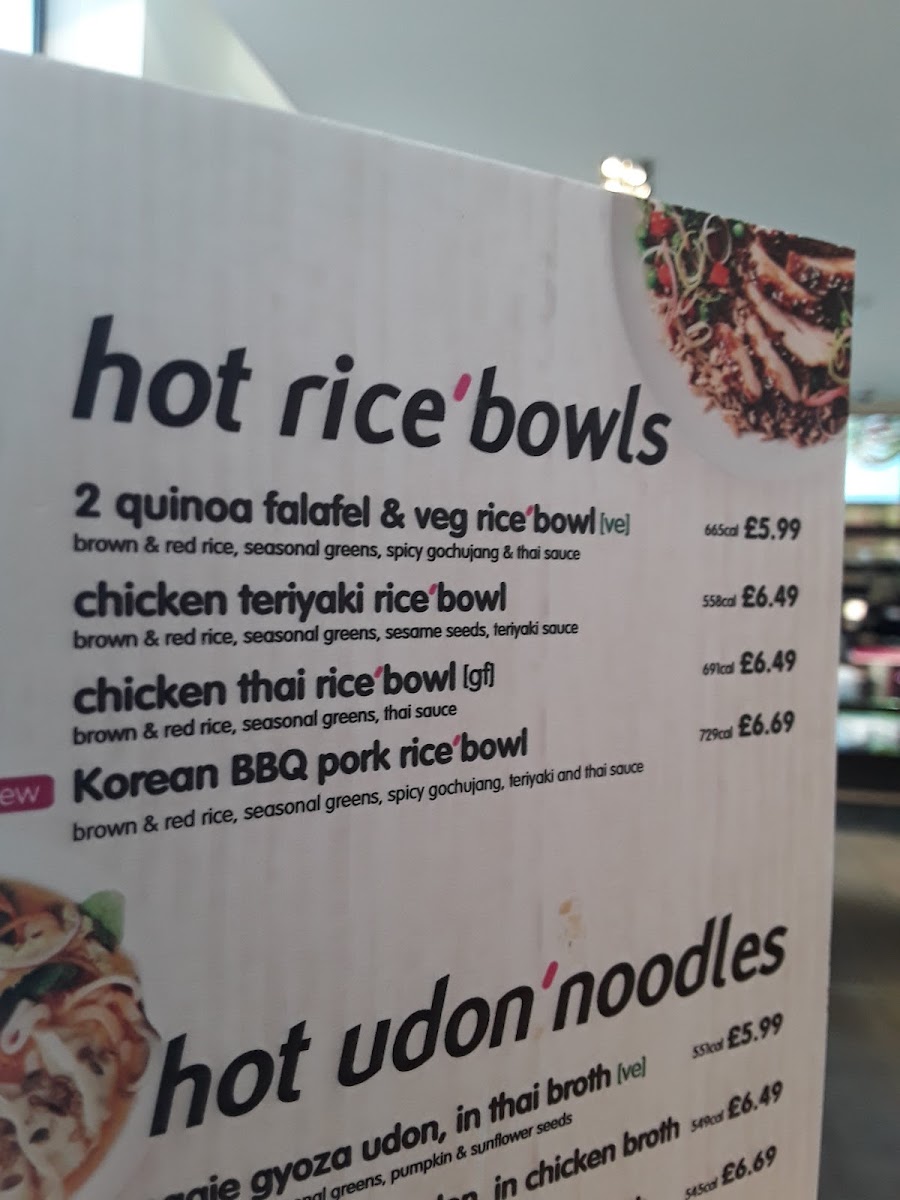 hot rice'bowls
2 quinoa falafel & veg rice'bowl [ve] 665cal £5.99
brown & red rice, seasonal greens, spicy gochujang & thai sauce
chicken teriyaki rice'bowl 558cal £6.49
brown & red rice, seasonal greens, sesame seeds, teriyaki sauce
chicken thai rice'bowl [gf] 691cal £6.49
brown & red rice, seasonal greens, thai sauce
ew Korean BBQ pork rice'bowl 729cal £6.69
brown & red rice, seasonal greens, spicy gochujang, teriyaki and thai sauce
hot udon'noodles
gyoza udon, in thai broth [ve] 551cal £5.99
greens, pumpkin & sunflower seeds
in chicken broth 549cal £6.49
545cal £6.69